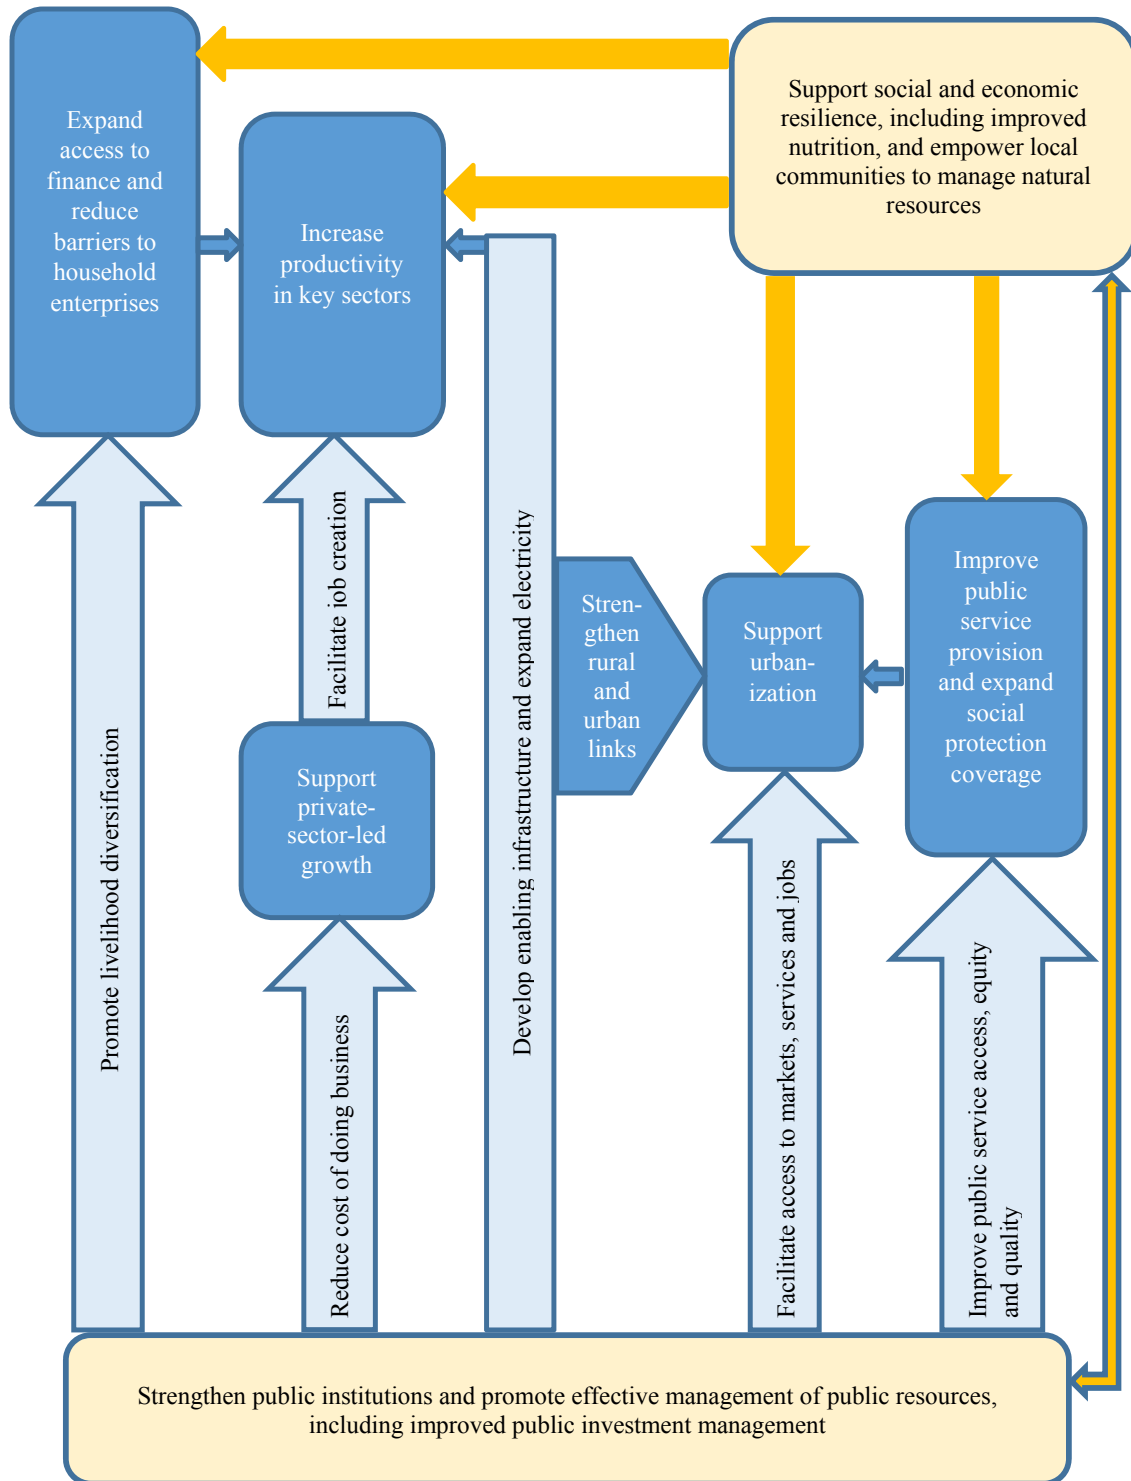 Expand
access to
finance and
reduce
barriers to
household
enterprises
Increase
productivity
in key sectors
Support social and economic
resilience, including improved
nutrition, and empower local
communities to manage natural
resources
Promote livelihood diversification
Facilitate job creation
Support
private-
sector-led
growth
Reduce cost of doing business
Develop enabling infrastructure and expand electricity
Stren-
gthen
rural
and
urban
links
Support
urban-
ization
Improve
public
service
provision
and expand
social
protection
coverage
Facilitate access to markets, services and jobs
Improve public service access, equity
and quality
Strengthen public institutions and promote effective management of public resources,
including improved public investment management